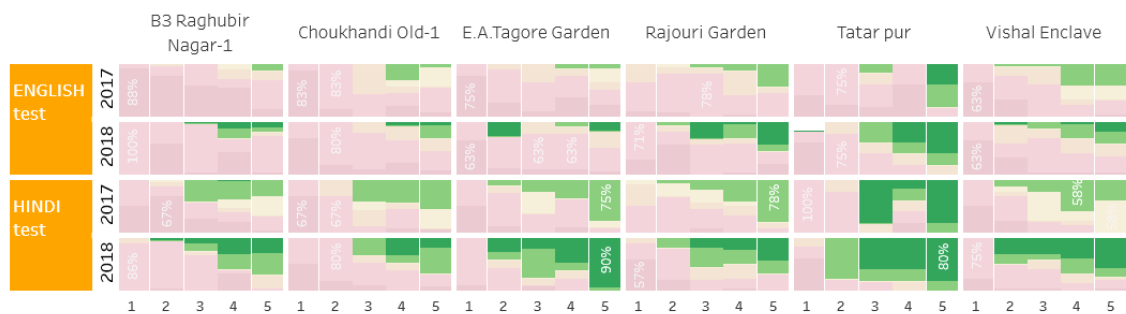 B3 Raghubir
Nagar-1
Choukhandi Old-1
E.A.Tagore Garden
Rajouri Garden
Tatar pur
Vishal Enclave
ENGLISH
test
2017
88%
83%
83%
75%
78%
75%
63%
2018
100%
80%
63%
63%
63%
71%
75%
63%
HINDI
test
2017
67%
67%
67%
75%
78%
100%
58%
2018
86%
80%
90%
57%
80%
75%
1 2 3 4 5 1 2 3 4 5 1 2 3 4 5 1 2 3 4 5 1 2 3 4 5 1 2 3 4 5